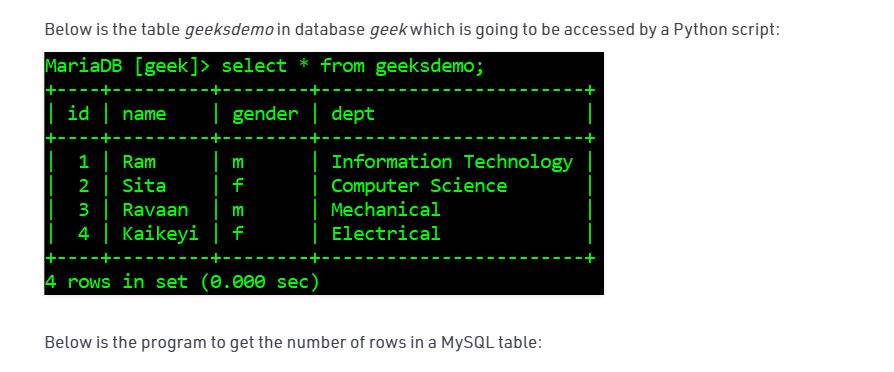 Below is the table geeksdemo in database geek which is going to be accessed by a Python script:
MariaDB [geek]> select * from geeksdemo;
+----+---------+--------+------------------------+
| id | name    | gender | dept                   |
+----+---------+--------+------------------------+
|  1 | Ram     | m      | Information Technology |
|  2 | Sita    | f      | Computer Science       |
|  3 | Ravaan  | m      | Mechanical             |
|  4 | Kaikeyi | f      | Electrical             |
+----+---------+--------+------------------------+
4 rows in set (0.000 sec)
Below is the program to get the number of rows in a MySQL table: